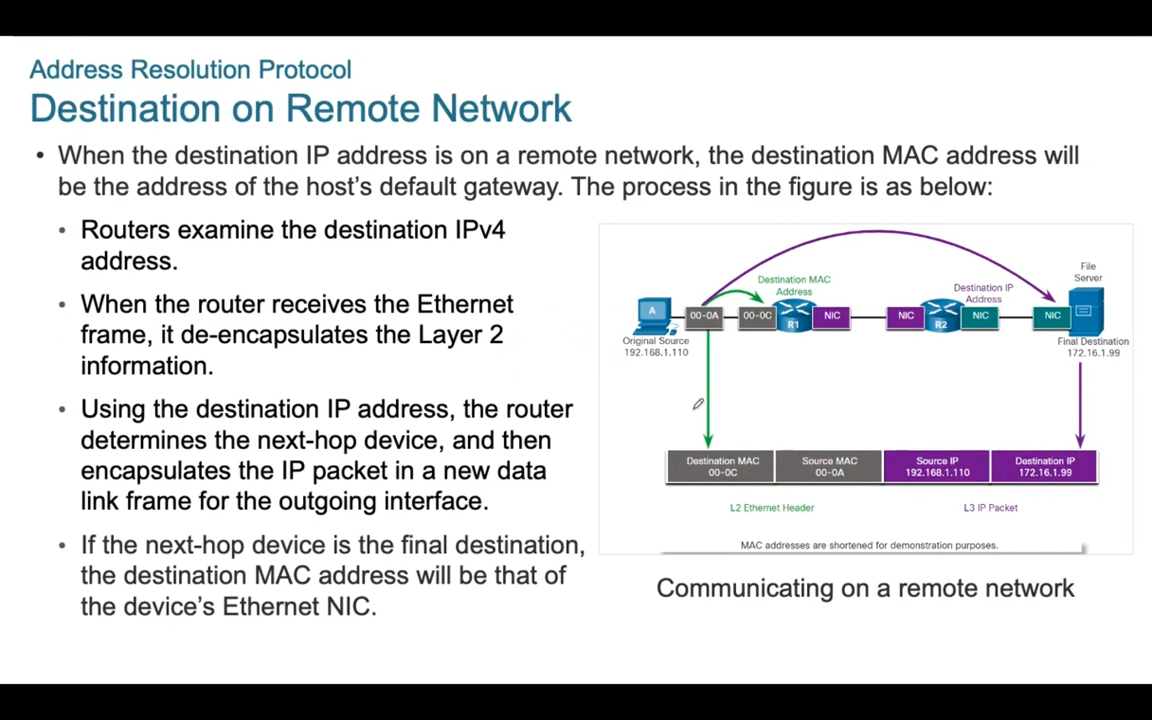 Address Resolution Protocol
Destination on Remote Network
• When the destination IP address is on a remote network, the destination MAC address will
be the address of the host's default gateway. The process in the figure is as below:
• Routers examine the destination IPv4
address.
• When the router receives the Ethernet
frame, it de-encapsulates the Layer 2
information.
• Using the destination IP address, the router
determines the next-hop device, and then
encapsulates the IP packet in a new data
link frame for the outgoing interface.
• If the next-hop device is the final destination,
the destination MAC address will be that of
the device's Ethernet NIC.
Destination MAC
Address
Destination IP
Address
File
Server
A
00-0A
00-0C
R1
NIC
NIC
R2
NIC
NIC
Original Source
192.168.1.110
Final Destination
172.16.1.99
Destination MAC
00-0C
Source MAC
00-0A
Source IP
192.168.1.110
Destination IP
172.16.1.99
L2 Ethernet Header
L3 IP Packet
MAC addresses are shortened for demonstration purposes.
Communicating on a remote network